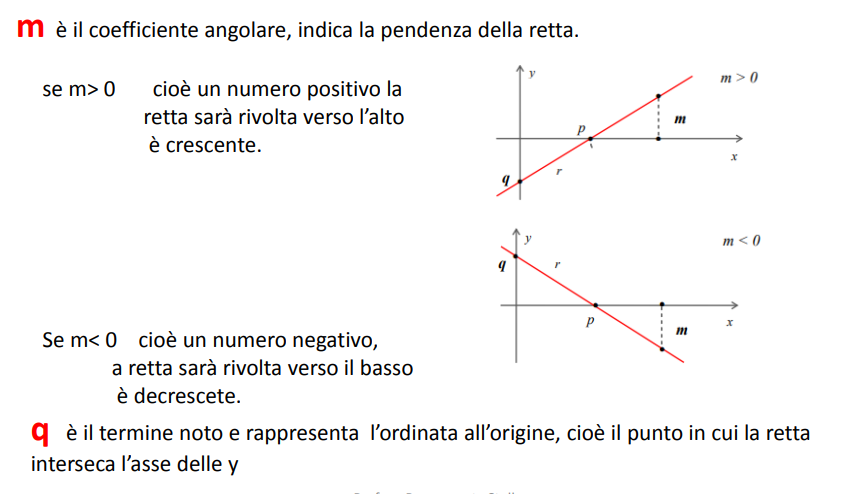 m è il coefficiente angolare, indica la pendenza della retta.
se m> 0 cioè un numero positivo la
retta sarà rivolta verso l'alto
è crescente.
y
m > 0
p
m
x
q
r
y
m < 0
q
r
p
x
m
Se m< 0 cioè un numero negativo,
a retta sarà rivolta verso il basso
è decrescete.
q è il termine noto e rappresenta l'ordinata all'origine, cioè il punto in cui la retta
interseca l'asse delle y